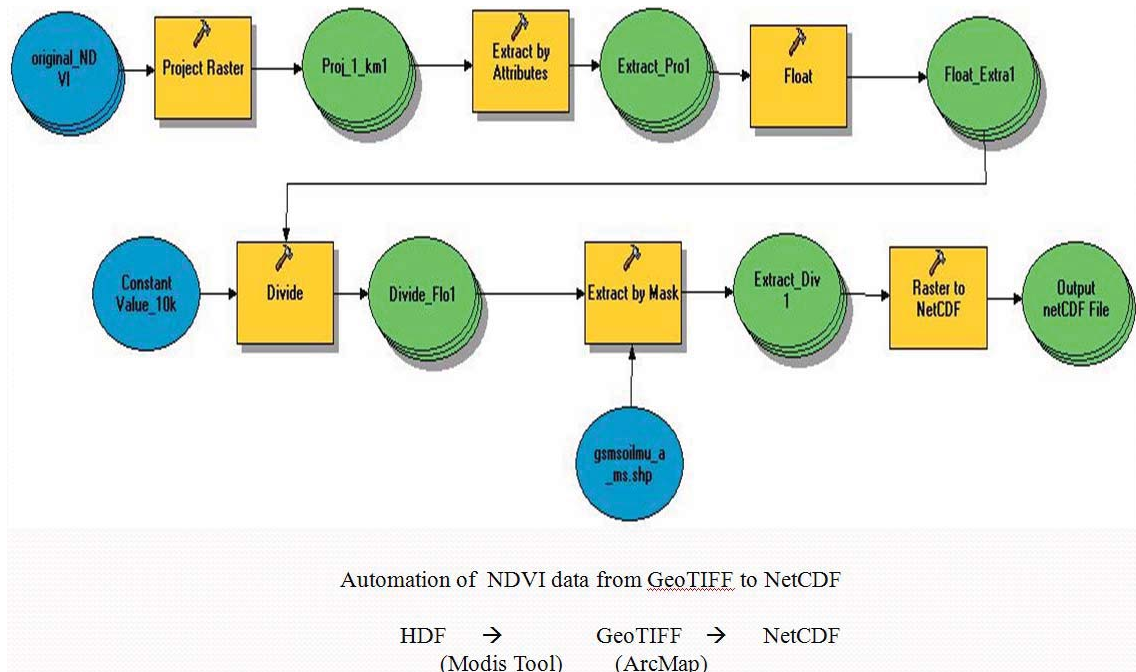 original_ND
VI
Project Raster
Proj_1_km1
Extract by
Attributes
Extract_Pro1
Float
Float_Extra1
Constant
Value_10k
Divide
Divide_Flo1
Extract by Mask
Extract_Div
1
Raster to
NetCDF
Output
netCDF File
gsmsoilmu_a
_ms.shp
Automation of NDVI data from GeoTIFF to NetCDF
HDF → GeoTIFF → NetCDF
(Modis Tool) (ArcMap)